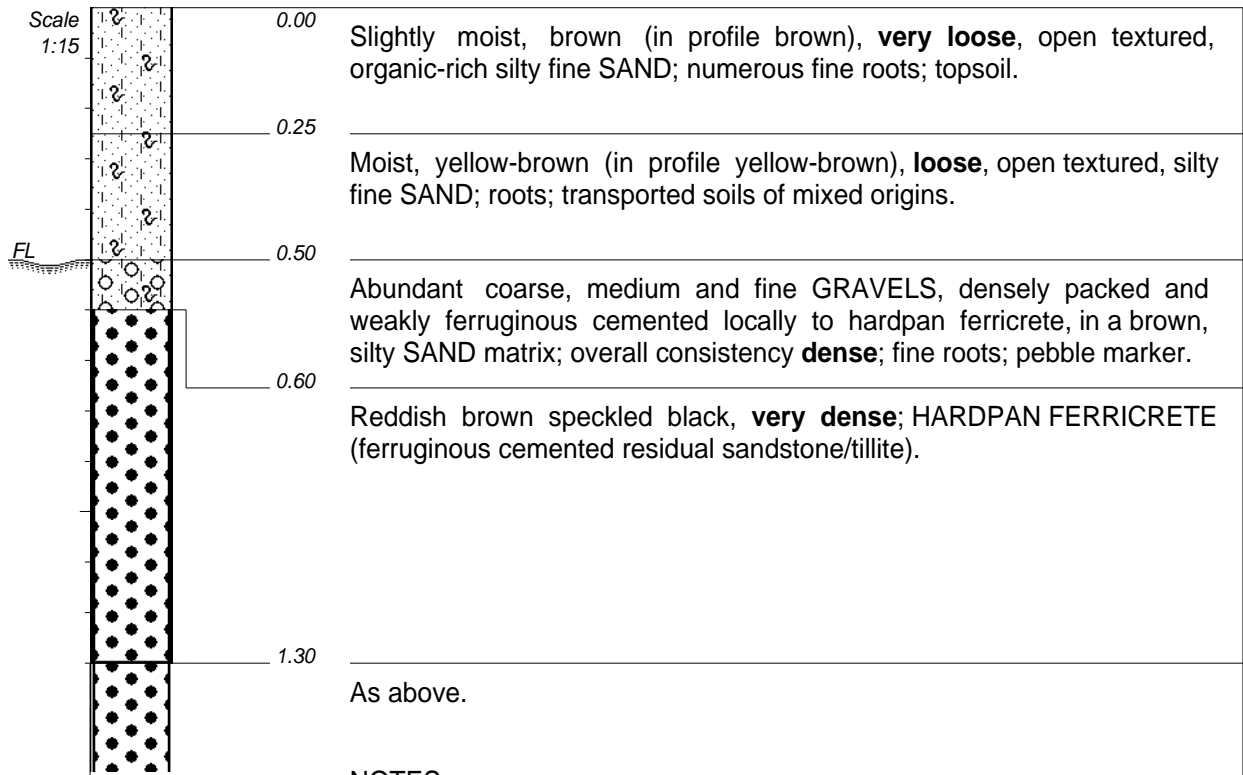 Scale
1:15
0.00
Slightly moist, brown (in profile brown), very loose, open textured,
organic-rich silty fine SAND; numerous fine roots; topsoil.
0.25
Moist, yellow-brown (in profile yellow-brown), loose, open textured, silty
fine SAND; roots; transported soils of mixed origins.
FL
0.50
Abundant coarse, medium and fine GRAVELS, densely packed and
weakly ferruginous cemented locally to hardpan ferricrete, in a brown,
silty SAND matrix; overall consistency dense; fine roots; pebble marker.
0.60
Reddish brown speckled black, very dense; HARDPAN FERRICRETE
(ferruginous cemented residual sandstone/tillite).
1.30
As above.
NOTES